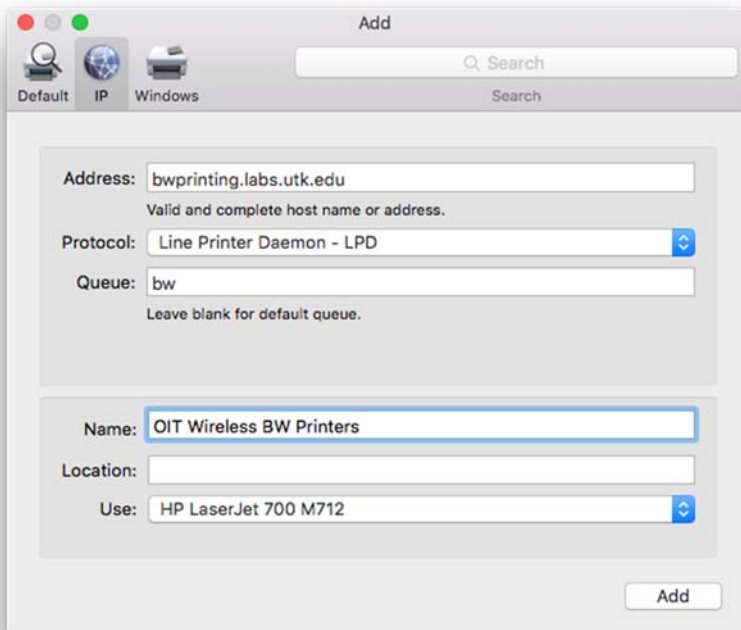 Add
Search
Default IP Windows Search
Address: bwprinting.labs.utk.edu
Valid and complete host name or address.
Protocol: Line Printer Daemon - LPD
Queue: bw
Leave blank for default queue.
Name: OIT Wireless BW Printers
Location:
Use: HP LaserJet 700 M712
Add